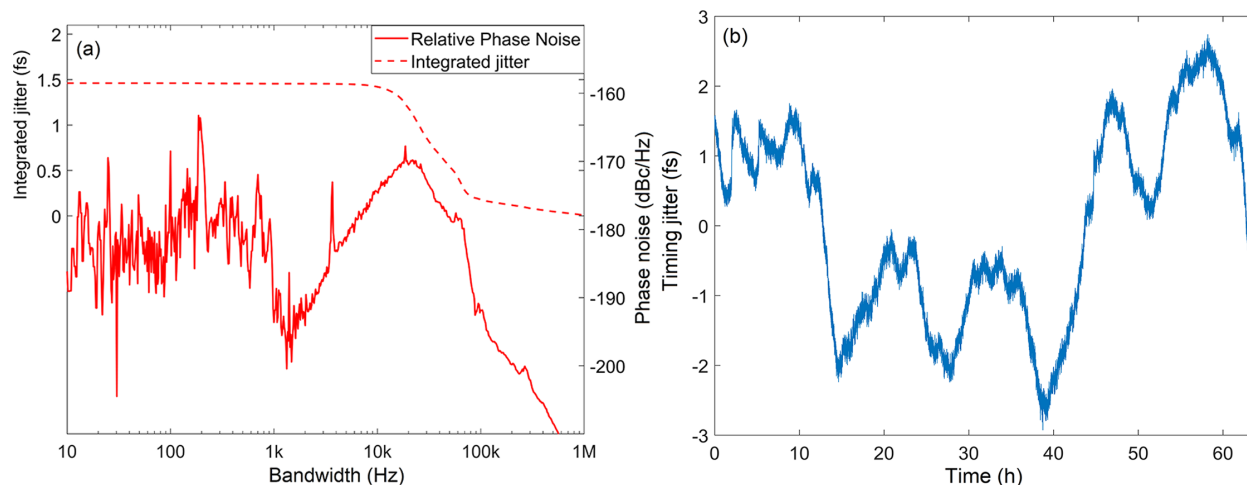 (a)
Relative Phase Noise
Integrated jitter
Integrated jitter (fs)
2
1.5
1
0.5
0
-160
-170
-180
-190
-200
Phase noise (dBc/Hz)
10
100
1k
10k
100k
1M
Bandwidth (Hz)
(b)
Timing jitter (fs)
3
2
1
0
-1
-2
-3
0
10
20
30
40
50
60
Time (h)